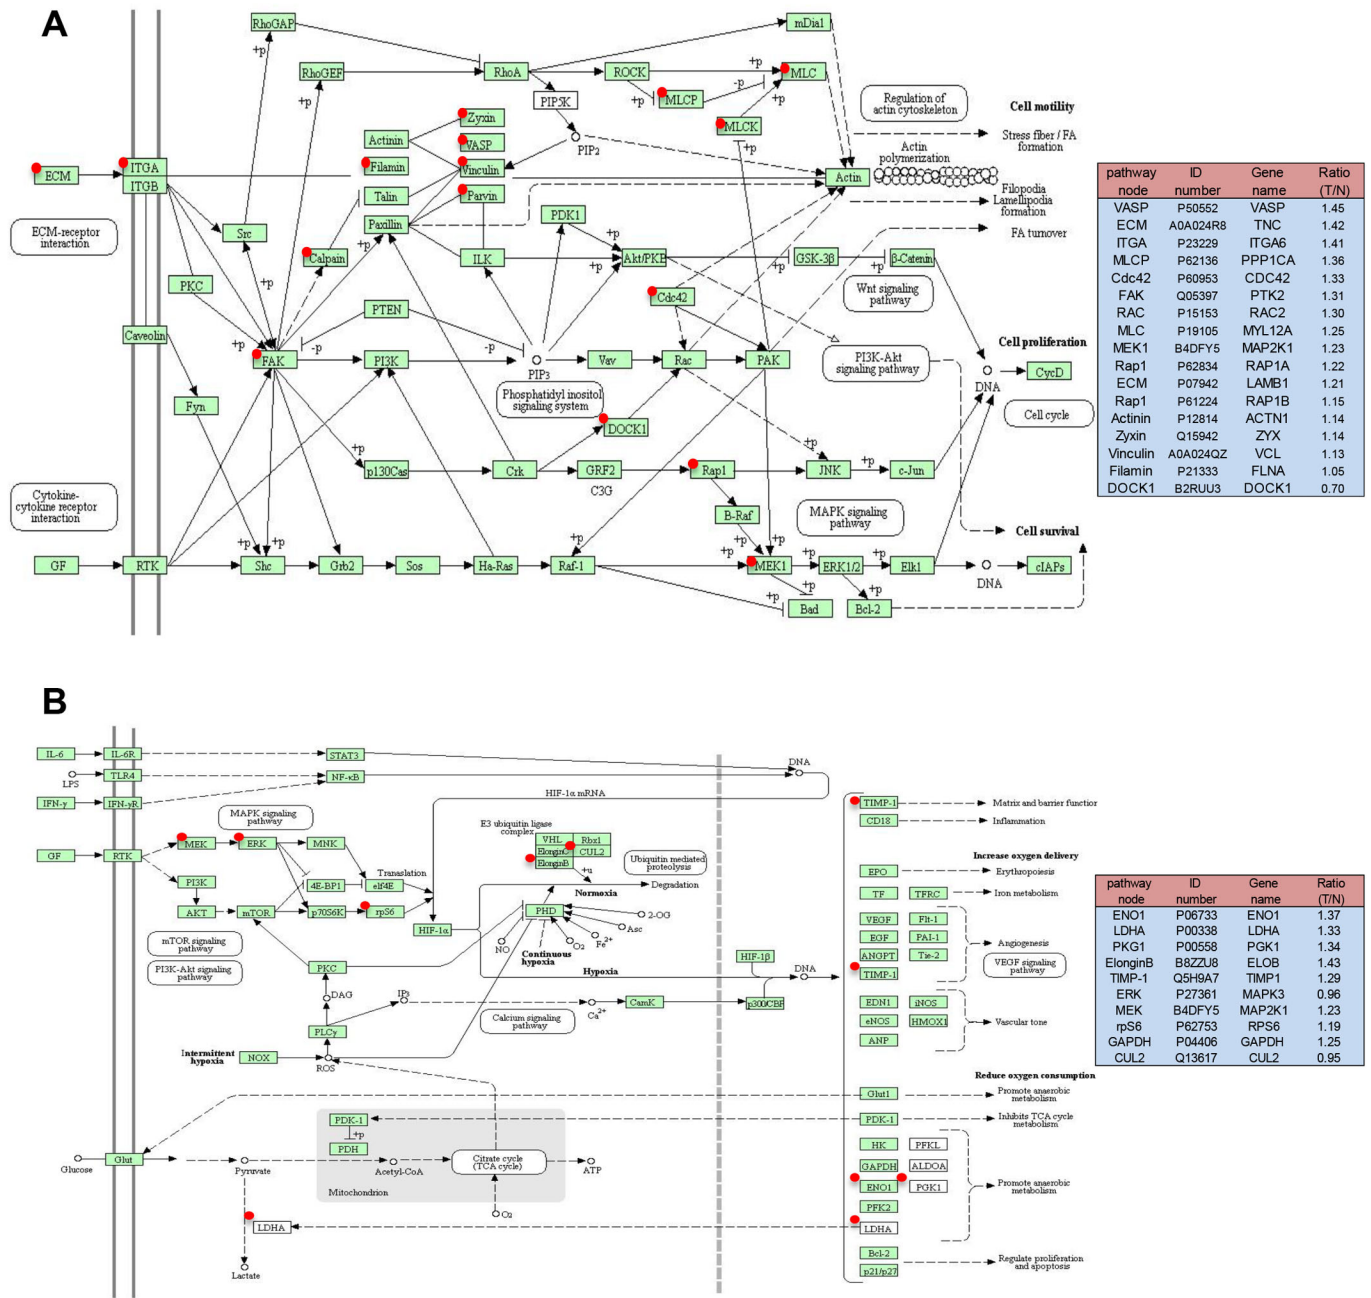 A
RhoGAP
mDia1
+p
RhoGEF
RhoA
ROCK
+p
MLC
-p
+p
MLCP
+p
PIP5K
MLCK
+p
+p
Regulation of
actin cytoskeleton
Cell motility
Stress fiber / FA
formation
Zyxin
Actinin
VASP
PIP2
Actin
polymerization
ECM
ITGA
ITGB
Filamin
Vinculin
Actin
Talin
Parvin
Filopodia
Lamellipodia
formation
FA turnover
ECM-receptor
interaction
Src
Paxillin
+p
PDK1
Calpain
ILK
Akt/PKB
GSK-3β
β-Catenin
PKC
+p
Wnt signaling
pathway
Cdc42
PTEN
Caveolin
+p
FAK
-p
PI3K
-p
PIP3
Vav
Rac
PAK
PI3K-Akt
signaling pathway
Cell proliferation
DNA
CycD
Phosphatidyl inositol
signaling system
Cell cycle
Fyn
DOCK1
+p
p130Cas
Crk
GRF2
C3G
Rap1
JNK
+p
c-Jun
Cytokine-
cytokine receptor
interaction
B-Raf
MAPK signaling
pathway
Cell survival
+p
+p
+p
+p
+p
+p
+p
GF
RTK
Shc
Grb2
Sos
Ha-Ras
Raf-1
MEK1
ERK1/2
Elk1
DNA
cIAPs
+p
+p
+p
Bad
Bcl-2
pathway node ID number Gene name Ratio (T/N)
VASP P50552 VASP 1.45
ECM A0A024R8 TNC 1.42
ITGA P23229 ITGA6 1.41
MLCP P62136 PPP1CA 1.36
Cdc42 P60953 CDC42 1.33
FAK Q05397 PTK2 1.31
RAC P15153 RAC2 1.30
MLC P19105 MYL12A 1.25
MEK1 B4DFY5 MAP2K1 1.23
Rap1 P62834 RAP1A 1.22
ECM P07942 LAMB1 1.21
Rap1 P61224 RAP1B 1.15
Actinin P12814 ACTN1 1.14
Zyxin Q15942 ZYX 1.14
Vinculin A0A024QZ VCL 1.13
Filamin P21333 FLNA 1.05
DOCK1 B2RUU3 DOCK1 0.70
B
IL-6
IL-6R
STAT3
DNA
LPS
TLR4
NF-κB
IFN-γ
IFN-γR
HIF-1α mRNA
MAPK signaling
pathway
E3 ubiquitin ligase
complex
MEK
ERK
MNK
VHL
Rbx1
ElonginC
CUL2
ElonginB
Ubiquitin mediated
proteolysis
GF
RTK
+u
Translation
PI3K
4E-BP1
eIF4E
Degradation
Normoxia
AKT
mTOR
p70S6K
rpS6
PHD
2-OG
Asc
HIF-1α
NO
O2
Fe2+
mTOR signaling
pathway
PI3K-Akt signaling
pathway
Continuous
hypoxia
HIF-1β
PKC
Hypoxia
DNA
DAG
IP3
Ca2+
CamK
p300/CBP
PLCγ
Calcium signaling
pathway
Intermittent
hypoxia
NOX
ROS
TIMP-1
Matrix and barrier function
CD18
Inflammation
Increase oxygen delivery
EPO
Erythropoiesis
TF
TFRC
Iron metabolism
VEGF
Flt-1
EGF
PAI-1
Angiogenesis
ANGPT
Tie-2
VEGF signaling
pathway
TIMP-1
EDN1
iNOS
eNOS
HMOX1
Vascular tone
ANP
Reduce oxygen consumption
Glut1
Promote anaerobic
metabolism
PDK-1
Inhibits TCA cycle
metabolism
PDK-1
+p
PDH
Glucose
Glut
Pyruvate
Acetyl-CoA
Citrate cycle
(TCA cycle)
ATP
Mitochondrion
O2
HK
PFKL
GAPDH
ALDOA
ENO1
PGK1
Promote anaerobic
metabolism
PFK2
LDHA
LDHA
Lactate
Bcl-2
p21/p27
Regulate proliferation
and apoptosis
pathway node ID number Gene name Ratio (T/N)
ENO1 P06733 ENO1 1.37
LDHA P00338 LDHA 1.33
PKG1 P00558 PGK1 1.34
ElonginB B8ZZU8 ELOB 1.43
TIMP-1 Q5H9A7 TIMP1 1.29
ERK P27361 MAPK3 0.96
MEK B4DFY5 MAP2K1 1.23
rpS6 P62753 RPS6 1.19
GAPDH P04406 GAPDH 1.25
CUL2 Q13617 CUL2 0.95